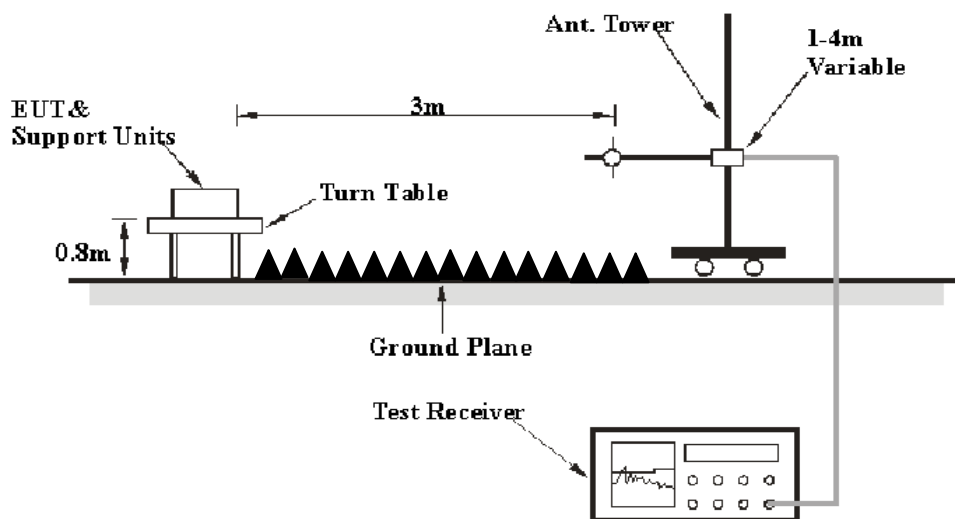 Ant. Tower
1-4m
Variable
3m
EUT&
Support Units
Turn Table
0.8m
Ground Plane
Test Receiver